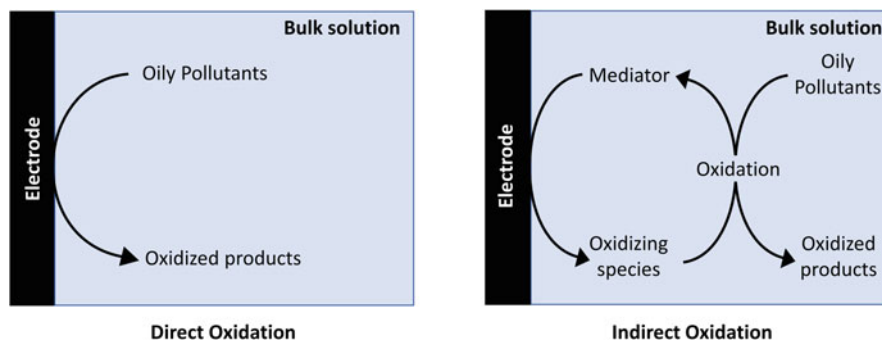 Bulk solution
Oily Pollutants
Electrode
Oxidized products
Direct Oxidation
Bulk solution
Mediator
Oily
Pollutants
Electrode
Oxidation
Oxidizing
species
Oxidized
products
Indirect Oxidation